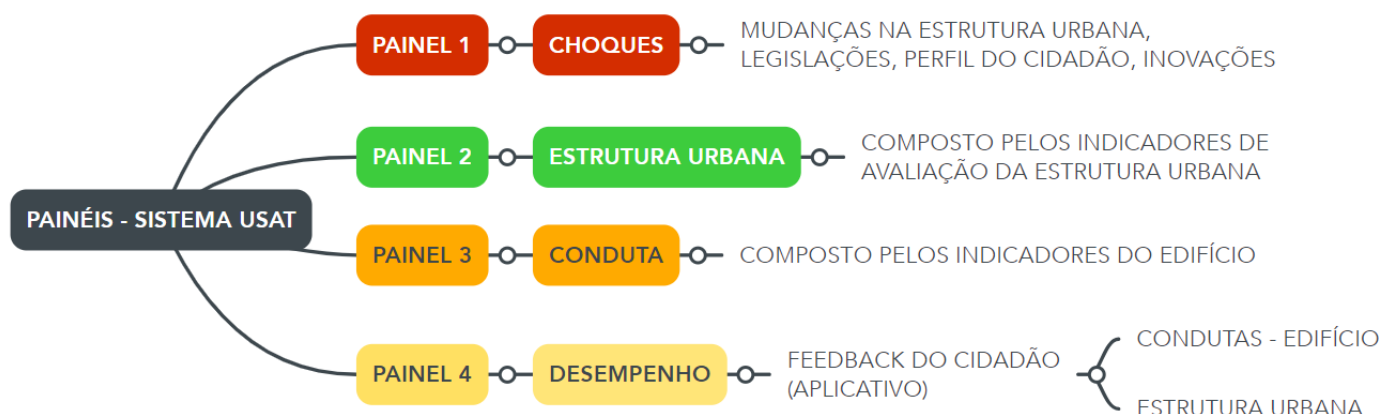 PAINÉIS - SISTEMA USAT
PAINEL 1
CHOQUES
MUDANÇAS NA ESTRUTURA URBANA,
LEGISLAÇÕES, PERFIL DO CIDADÃO, INOVAÇÕES
PAINEL 2
ESTRUTURA URBANA
COMPOSTO PELOS INDICADORES DE
AVALIAÇÃO DA ESTRUTURA URBANA
PAINEL 3
CONDUTA
COMPOSTO PELOS INDICADORES DO EDIFÍCIO
PAINEL 4
DESEMPENHO
FEEDBACK DO CIDADÃO
(APLICATIVO)
CONDUTAS - EDIFÍCIO
ESTRUTURA URBANA